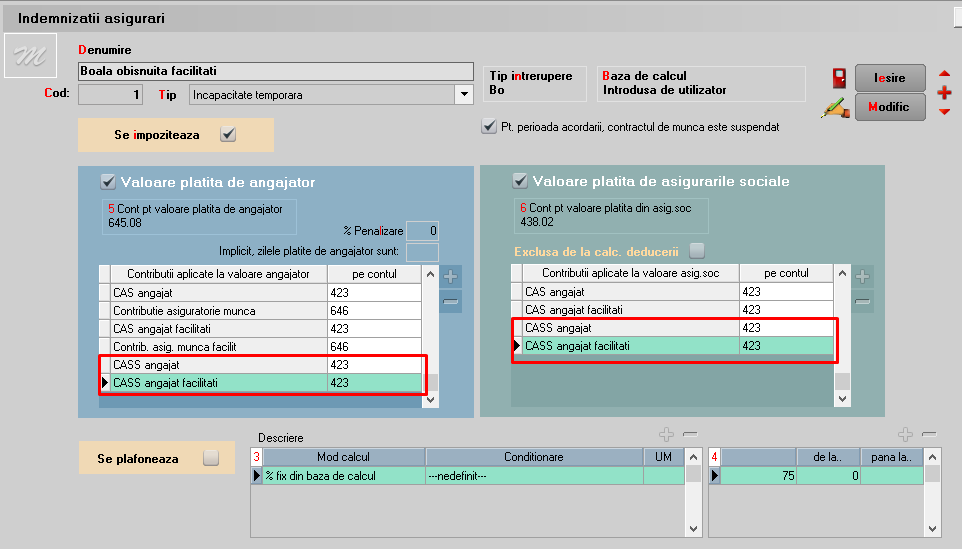 Indemnizatii asigurari
M
Denumire
Boala obisnuita facilitati
Cod: 1 Tip Incapacitate temporara
Tip intrerupere
Bo
Baza de calcul
Introdusa de utilizator
Iesire
Modific
Se impoziteaza
Pt. perioada acordarii, contractul de munca este suspendat
Valoare platita de angajator
5 Cont pt valoare platita de angajator
645.08
% Penalizare 0
Implicit, zilele platite de angajator sunt:
Contributii aplicate la valoare angajator pe contul
CAS angajat 423
Contributie asiguratorie munca 646
CAS angajat facilitati 423
Contrib. asig. munca facilit 646
CASS angajat 423
CASS angajat facilitati 423
Valoare platita de asigurarile sociale
6 Cont pt valoare platita din asig.soc
438.02
Exclusa de la calc. deducerii
Contributii aplicate la valoare asig.soc pe contul
CAS angajat 423
CAS angajat facilitati 423
CASS angajat 423
CASS angajat facilitati 423
Se plafoneaza
Descriere
3 Mod calcul Conditionare UM
% fix din baza de calcul ---nedefinit---
4 de la.. pana la..
75 0